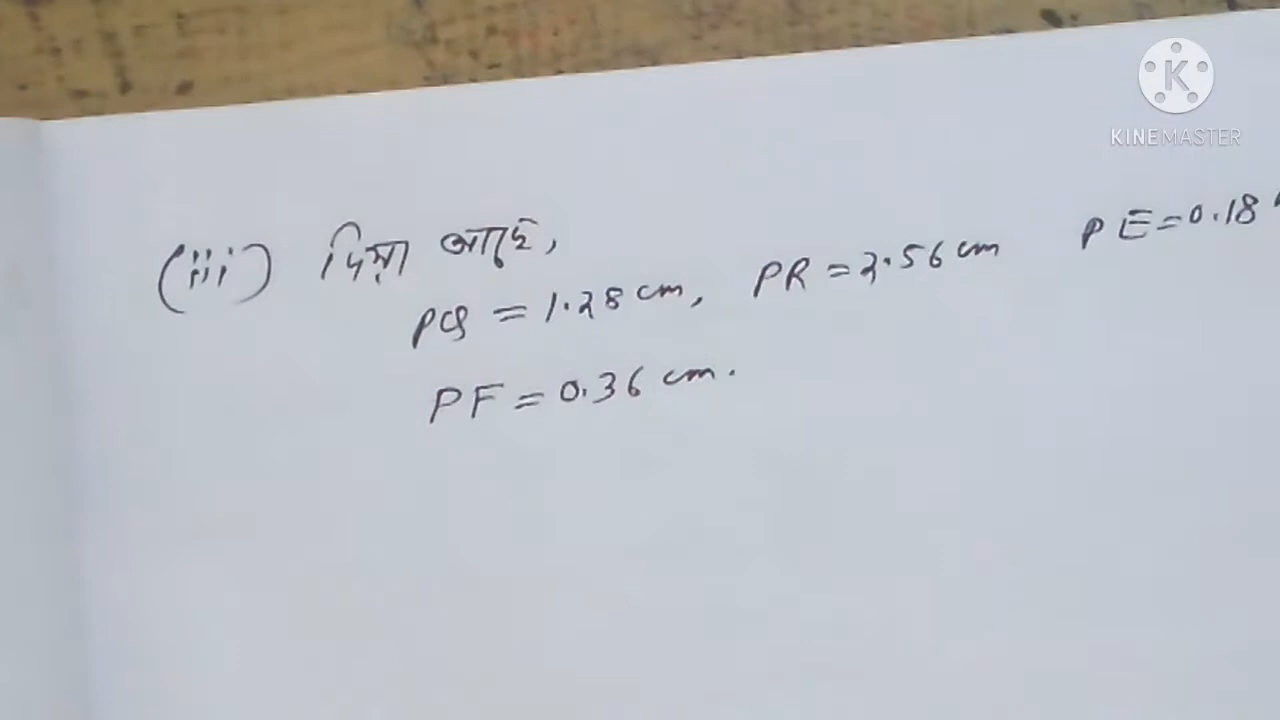 KINEMASTER
(iii) দিয়া আছে,
PQ = 1.28 cm, PR = 2.56 cm PE = 0.18
PF = 0.36 cm.